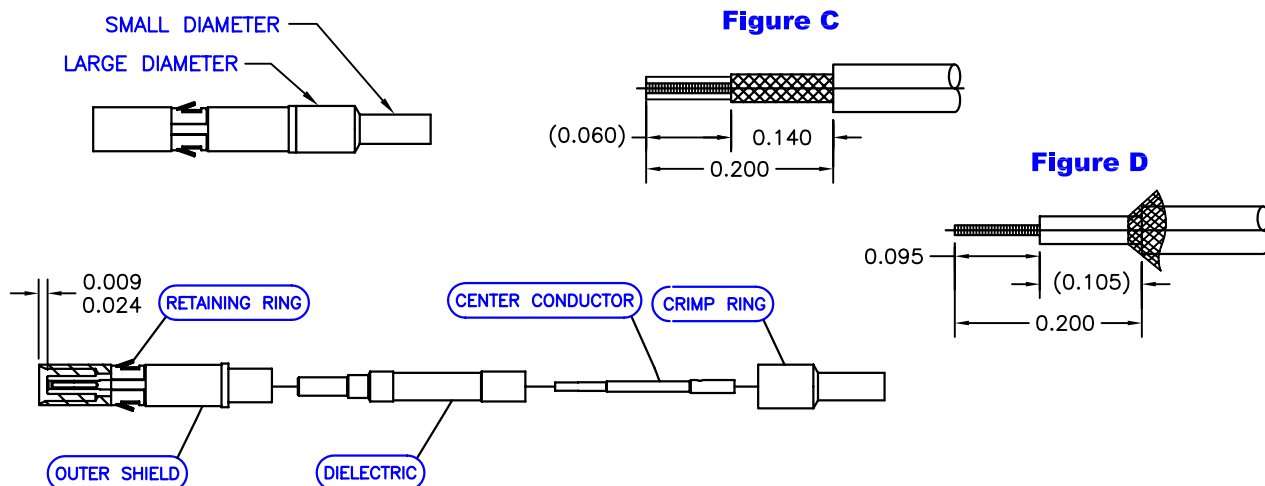 SMALL DIAMETER
LARGE DIAMETER
Figure C
(0.060)
0.140
0.200
Figure D
0.095
(0.105)
0.200
0.009
0.024
RETAINING RING
CENTER CONDUCTOR
CRIMP RING
OUTER SHIELD
DIELECTRIC